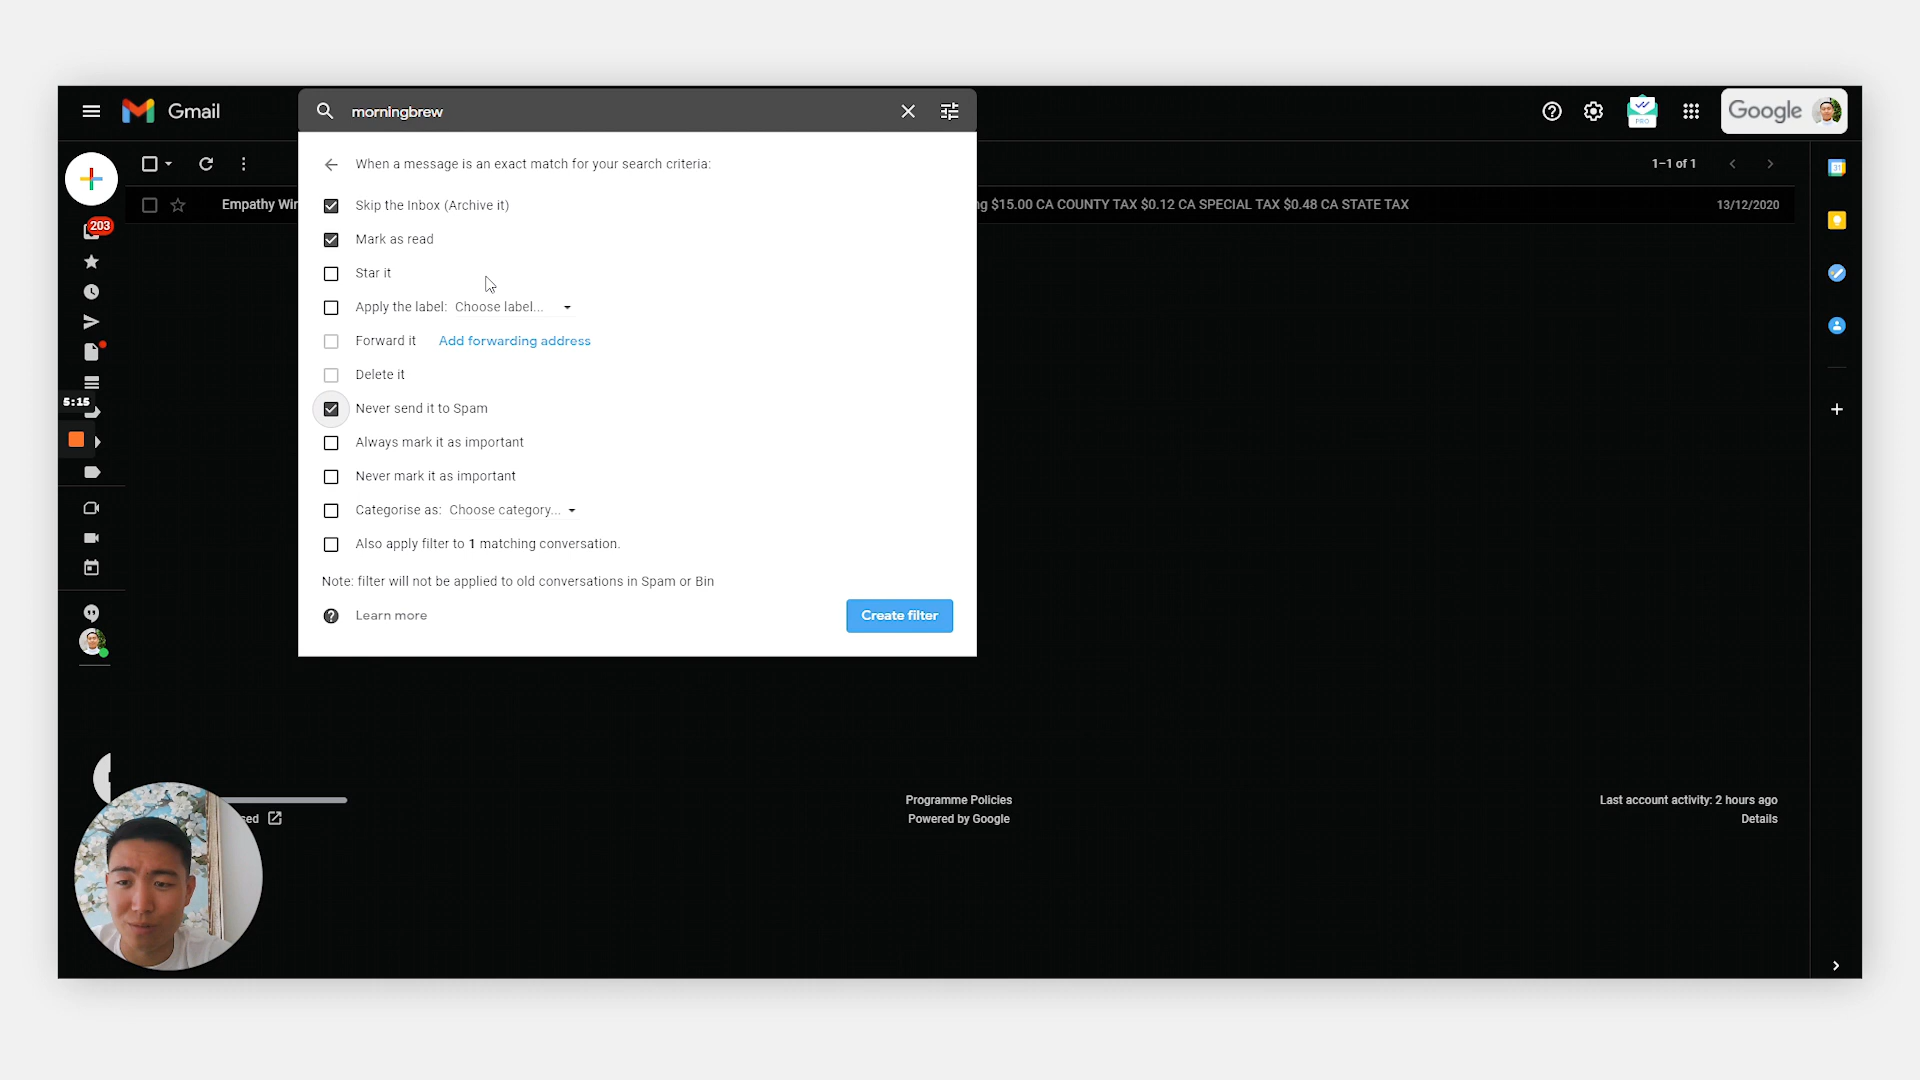 Gmail
morningbrew
Google
PRO
When a message is an exact match for your search criteria:
1–1 of 1
31
Skip the Inbox (Archive it)
Empathy Win
g $15.00 CA COUNTY TAX $0.12 CA SPECIAL TAX $0.48 CA STATE TAX
13/12/2020
203
Mark as read
Star it
Apply the label: Choose label...
Forward it Add forwarding address
Delete it
5:15
Never send it to Spam
Always mark it as important
Never mark it as important
Categorise as: Choose category...
Also apply filter to 1 matching conversation.
Note: filter will not be applied to old conversations in Spam or Bin
Learn more
Create filter
sed
Programme Policies
Powered by Google
Last account activity: 2 hours ago
Details